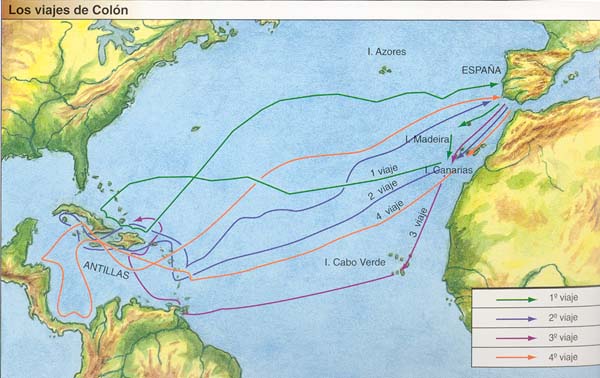 Los viajes de Colón
I. Azores
ESPAÑA
I. Madeira
I. Canarias
1 viaje
2 viaje
4 viaje
3 viaje
I. Cabo Verde
ANTILLAS
1º viaje
2º viaje
3º viaje
4º viaje